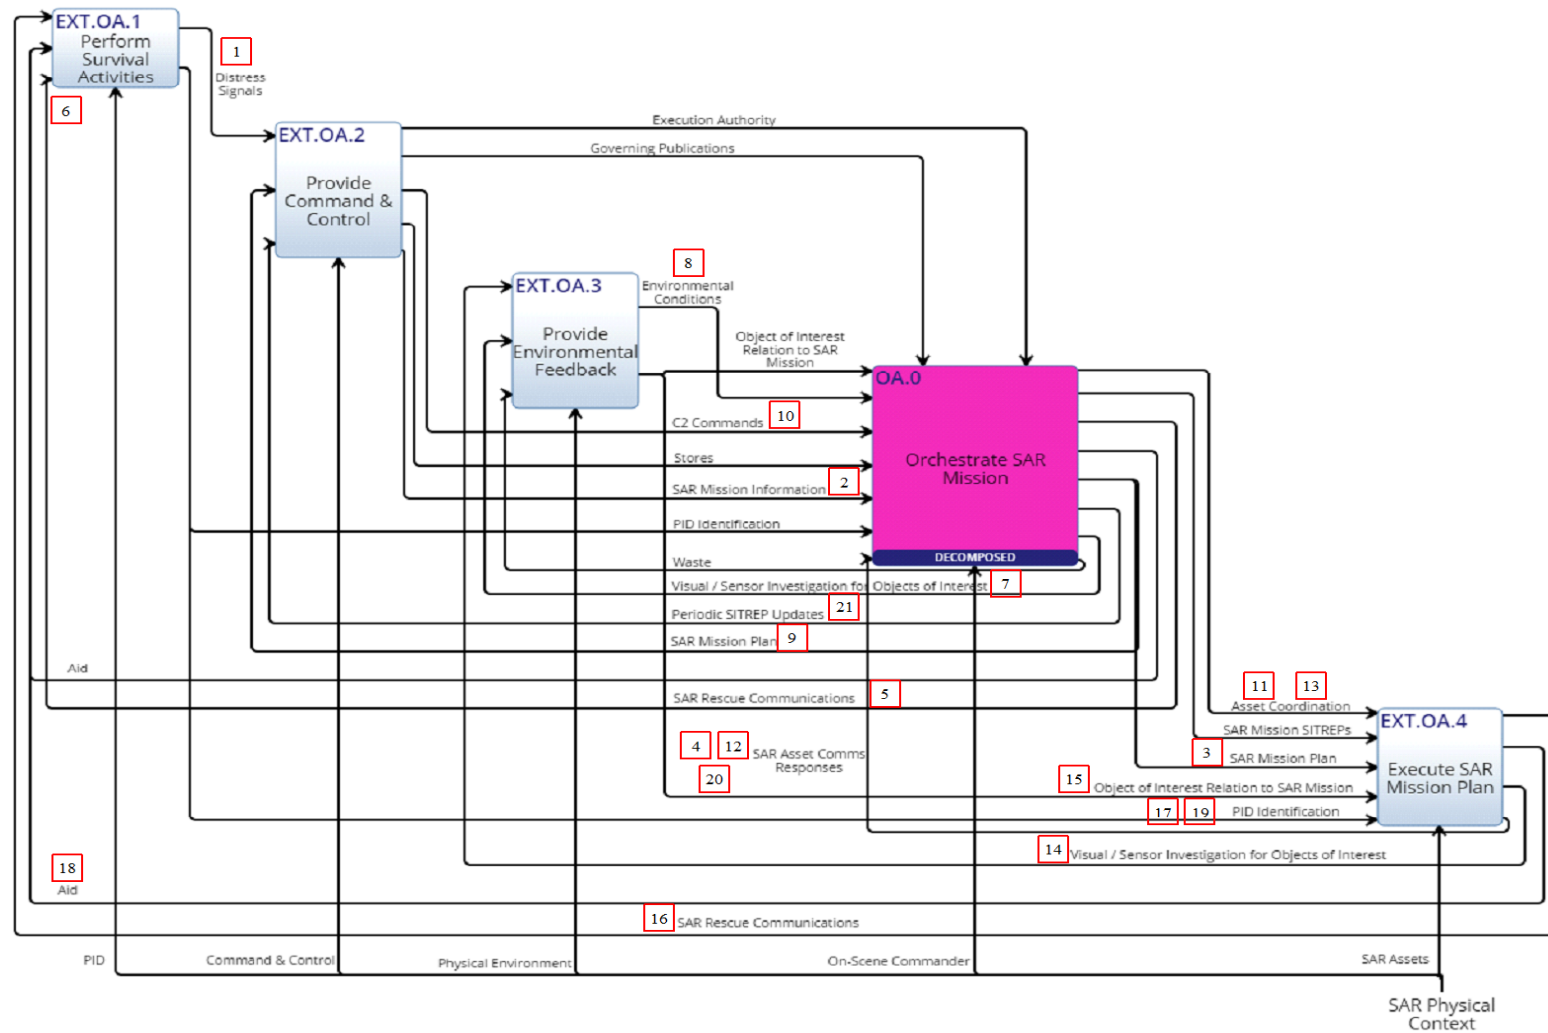 EXT.OA.1
Perform
Survival
Activities
1
Distress
Signals
6
EXT.OA.2
Provide
Command &
Control
Execution Authority
Governing Publications
8
EXT.OA.3
Provide
Environmental
Feedback
Environmental
Conditions
Object of Interest
Relation to SAR
Mission
OA.0
Orchestrate SAR
Mission
DECOMPOSED
C2 Commands
10
Stores
SAR Mission Information
2
PID Identification
Waste
Visual / Sensor Investigation for Objects of Interest
7
Periodic SITREP Updates
21
SAR Mission Plan
9
Aid
SAR Rescue Communications
5
11
13
Asset Coordination
EXT.OA.4
Execute SAR
Mission Plan
SAR Mission SITREPs
3
SAR Mission Plan
4
12
SAR Asset Comms
Responses
20
15
Object of Interest Relation to SAR Mission
17
19
PID Identification
14
Visual / Sensor Investigation for Objects of Interest
18
Aid
16
SAR Rescue Communications
PID
Command & Control
Physical Environment
On-Scene Commander
SAR Assets
SAR Physical
Context